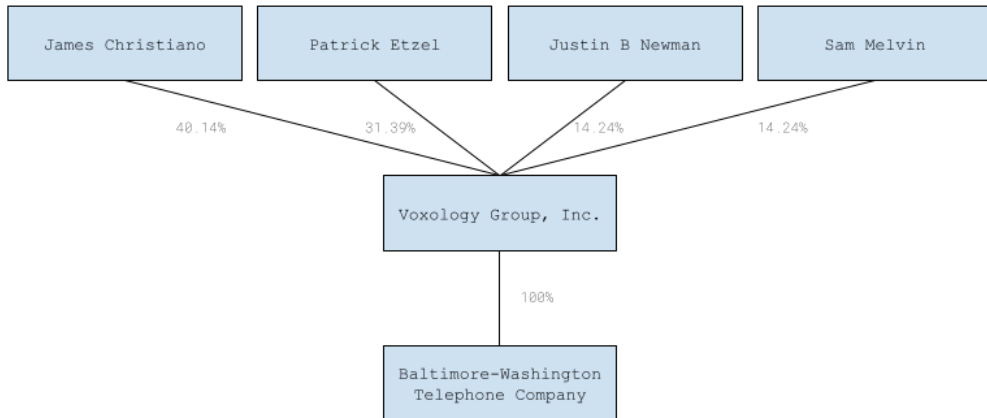 James Christiano
Patrick Etzel
Justin B Newman
Sam Melvin
40.14%
31.39%
14.24%
14.24%
Voxology Group, Inc.
100%
Baltimore-Washington
Telephone Company